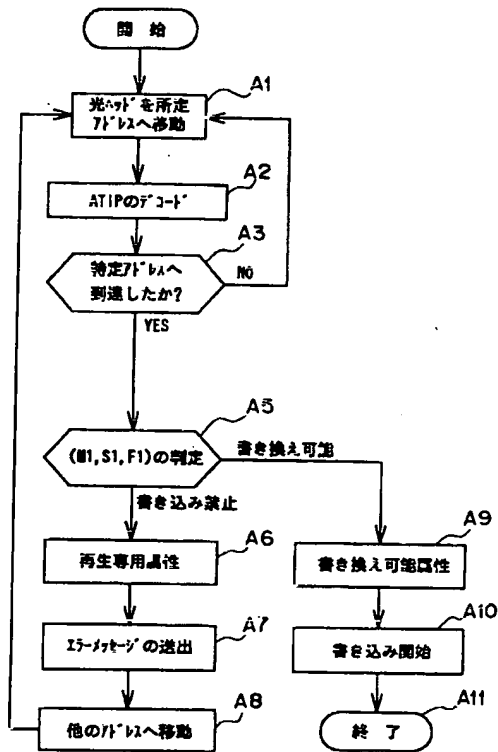 開 始
A1
光ヘッドを所定
アドレスへ移動
A2
ATIPのデコード
A3
特定アドレスへ
到達したか?
NO
YES
A5
(M1,S1,F1)の判定
書き換え可能
書き込み禁止
A6
再生専用属性
A9
書き換え可能属性
A7
エラーメッセージの送出
A10
書き込み開始
A8
他のアドレスへ移動
A11
終 了